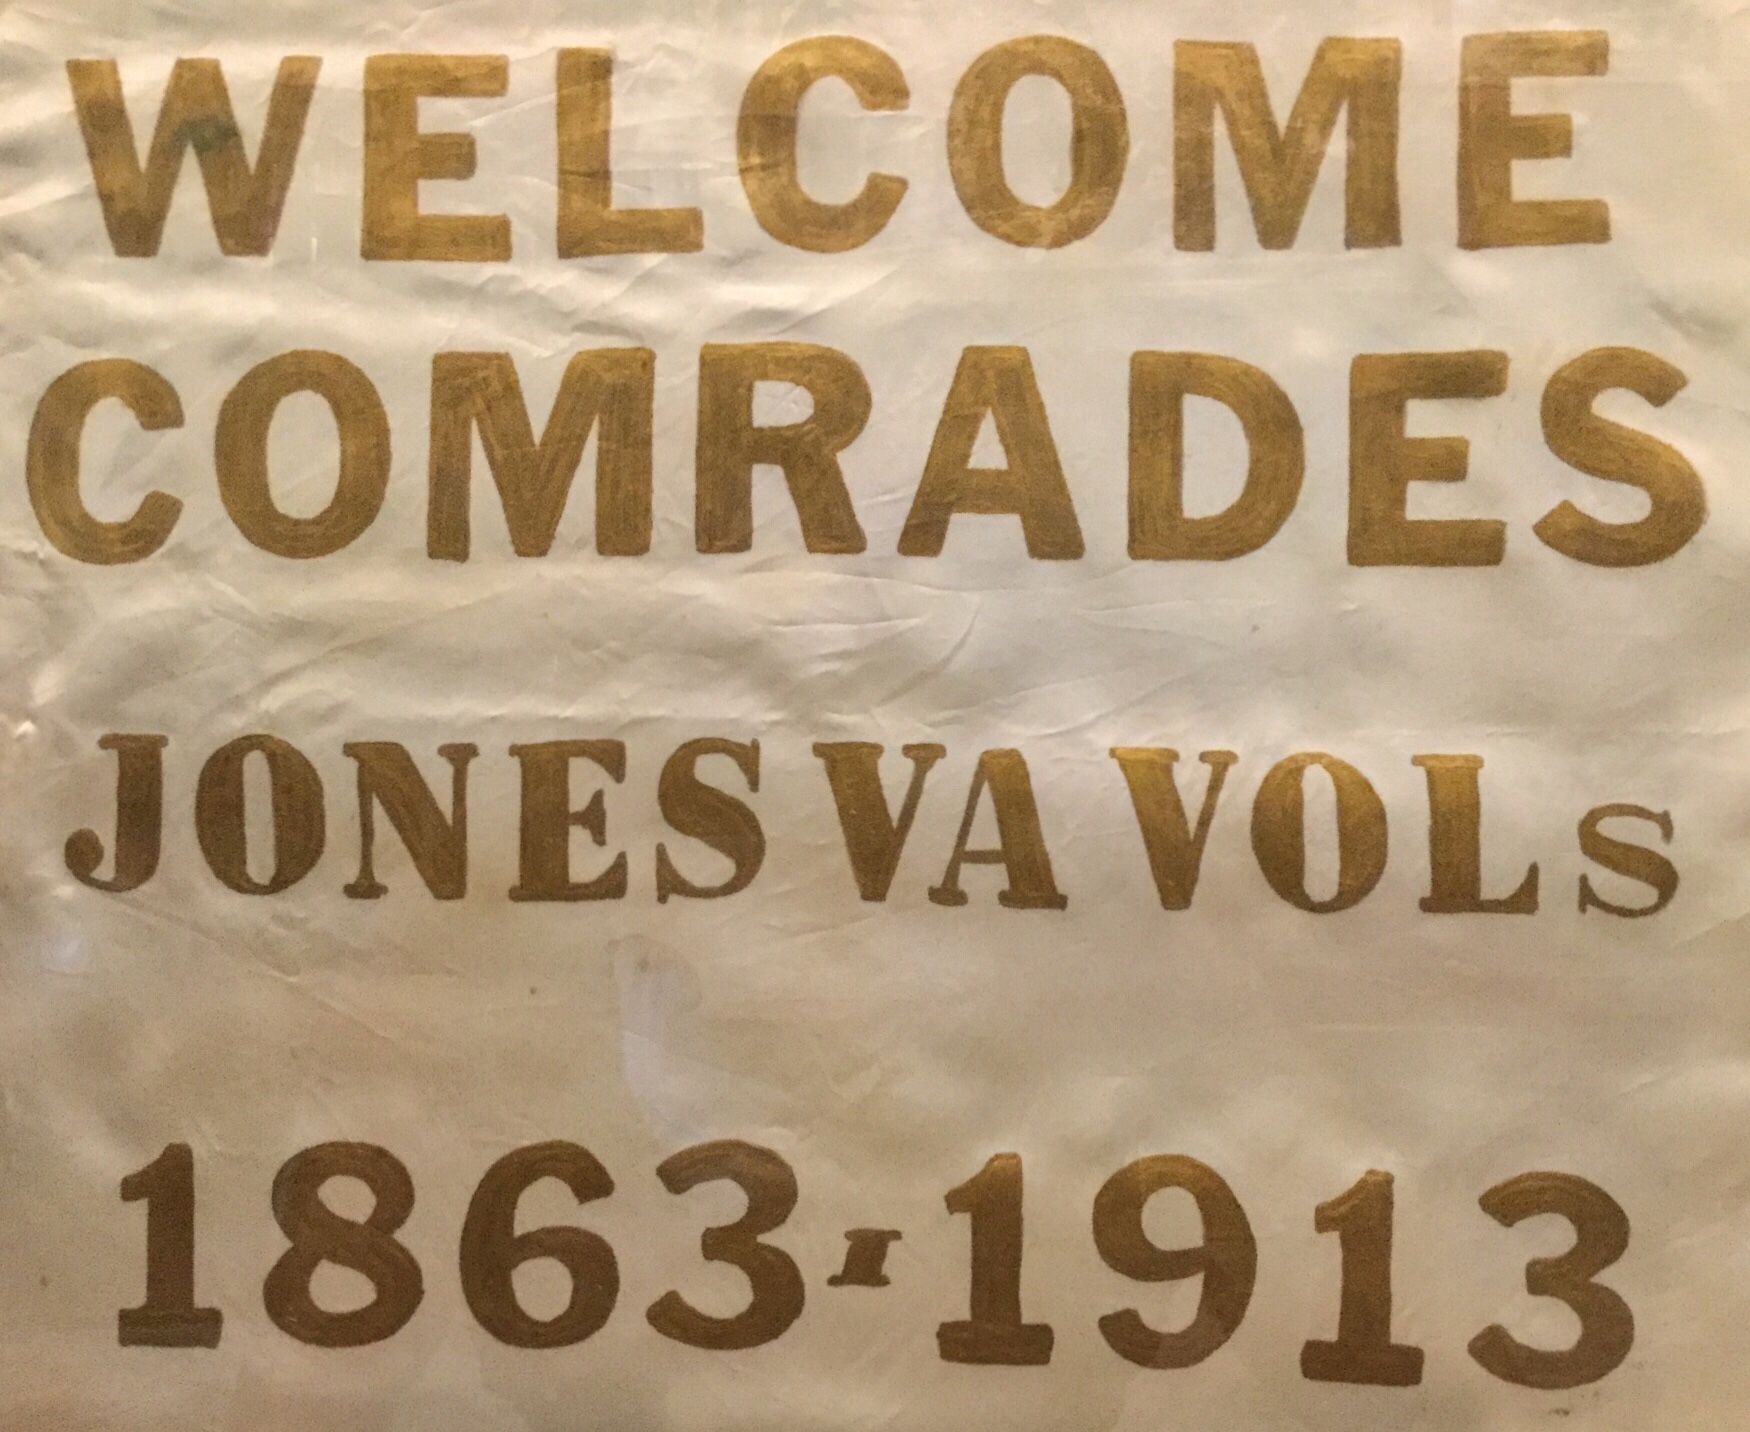 WELCOME
COMRADES
JONES VA VOLS
1863-1913